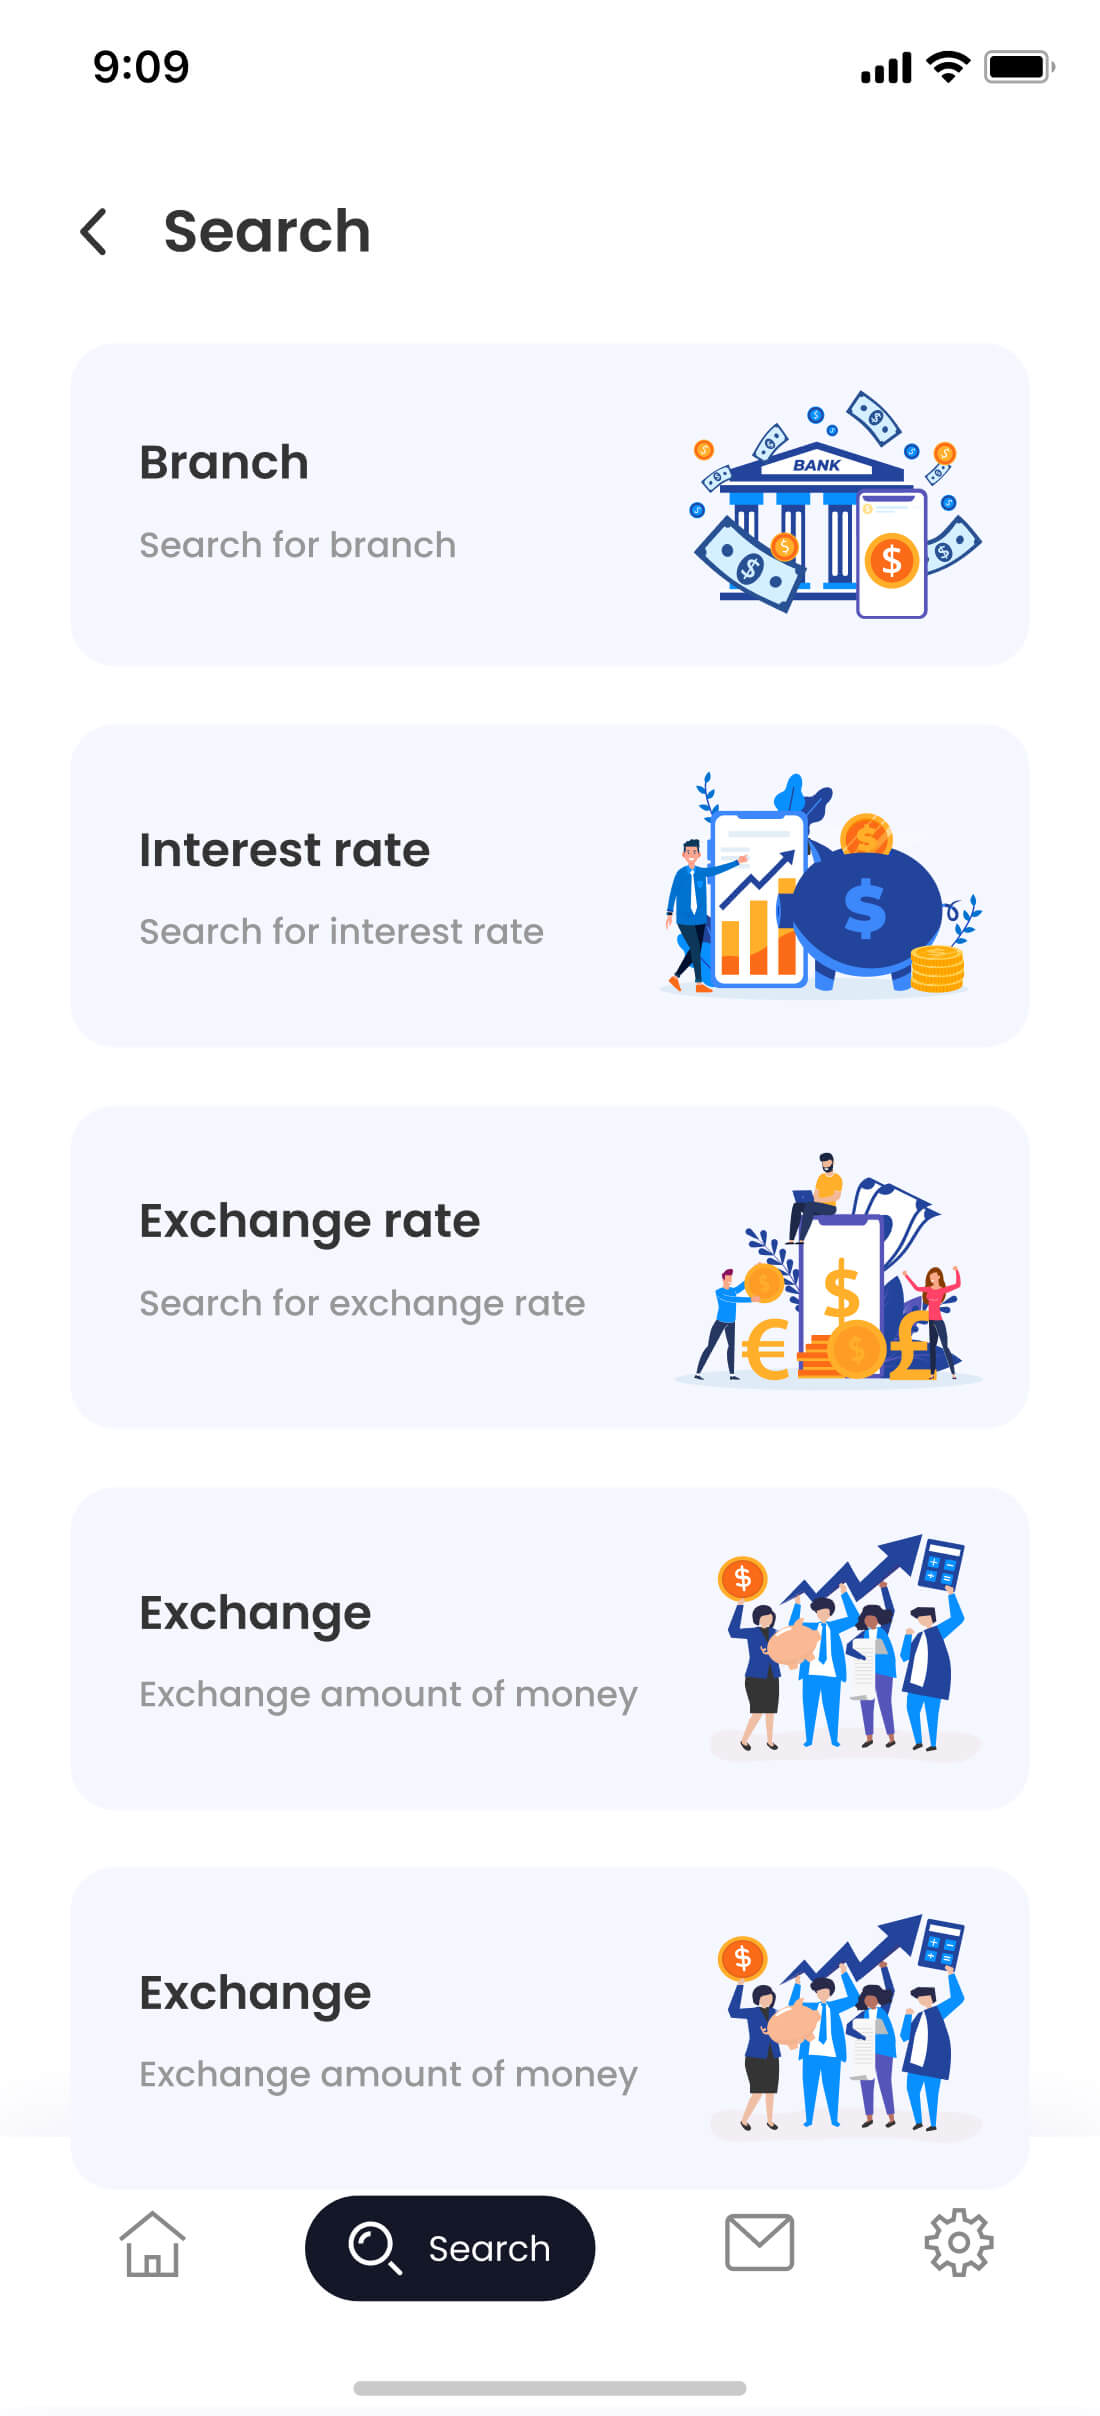 9:09
Search
Branch
Search for branch
BANK
Interest rate
Search for interest rate
$
Exchange rate
Search for exchange rate
$
€
£
Exchange
Exchange amount of money
$
Exchange
Exchange amount of money
$
Search